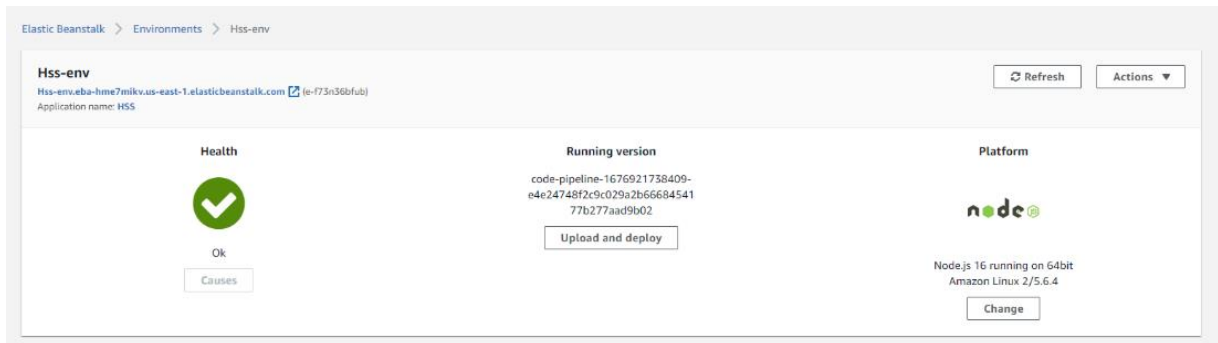 Elastic Beanstalk > Environments > Hss-env
Hss-env
Hss-env.eba-hme7mikv.us-east-1.elasticbeanstalk.com (e-f73n36bfub)
Application name: HSS
Refresh
Actions ▼
Health
Ok
Causes
Running version
code-pipeline-1676921738409-
e4e24748f2c9c029a2b66684541
77b277aad9b02
Upload and deploy
Platform
node
Node.js 16 running on 64bit
Amazon Linux 2/5.6.4
Change